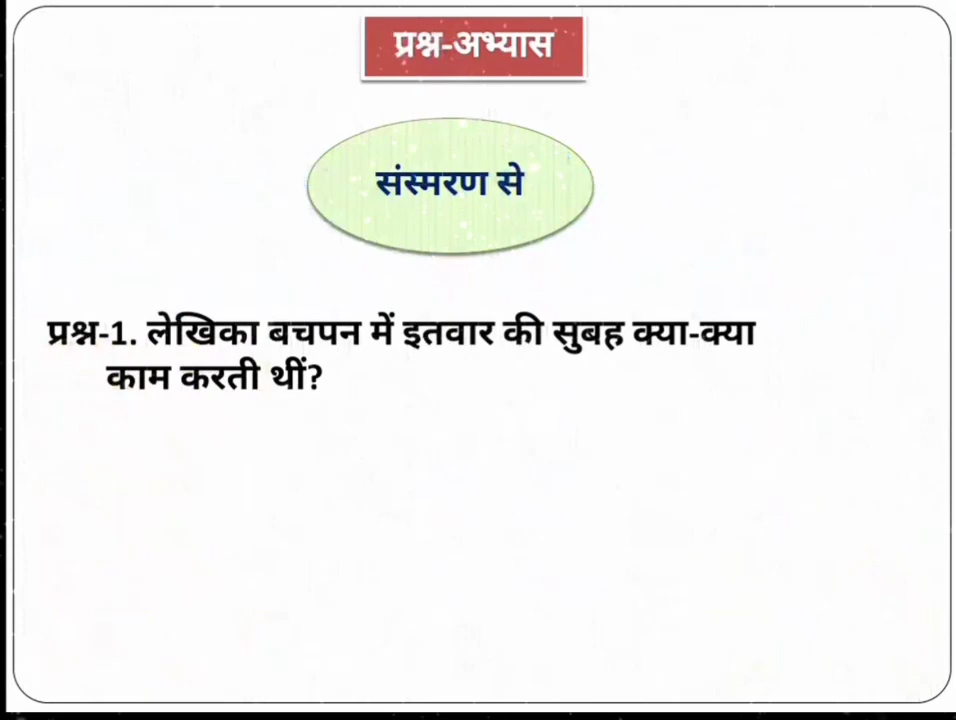 प्रश्न-अभ्यास
संस्मरण से
प्रश्न-1. लेखिका बचपन में इतवार की सुबह क्या-क्या
काम करती थीं?